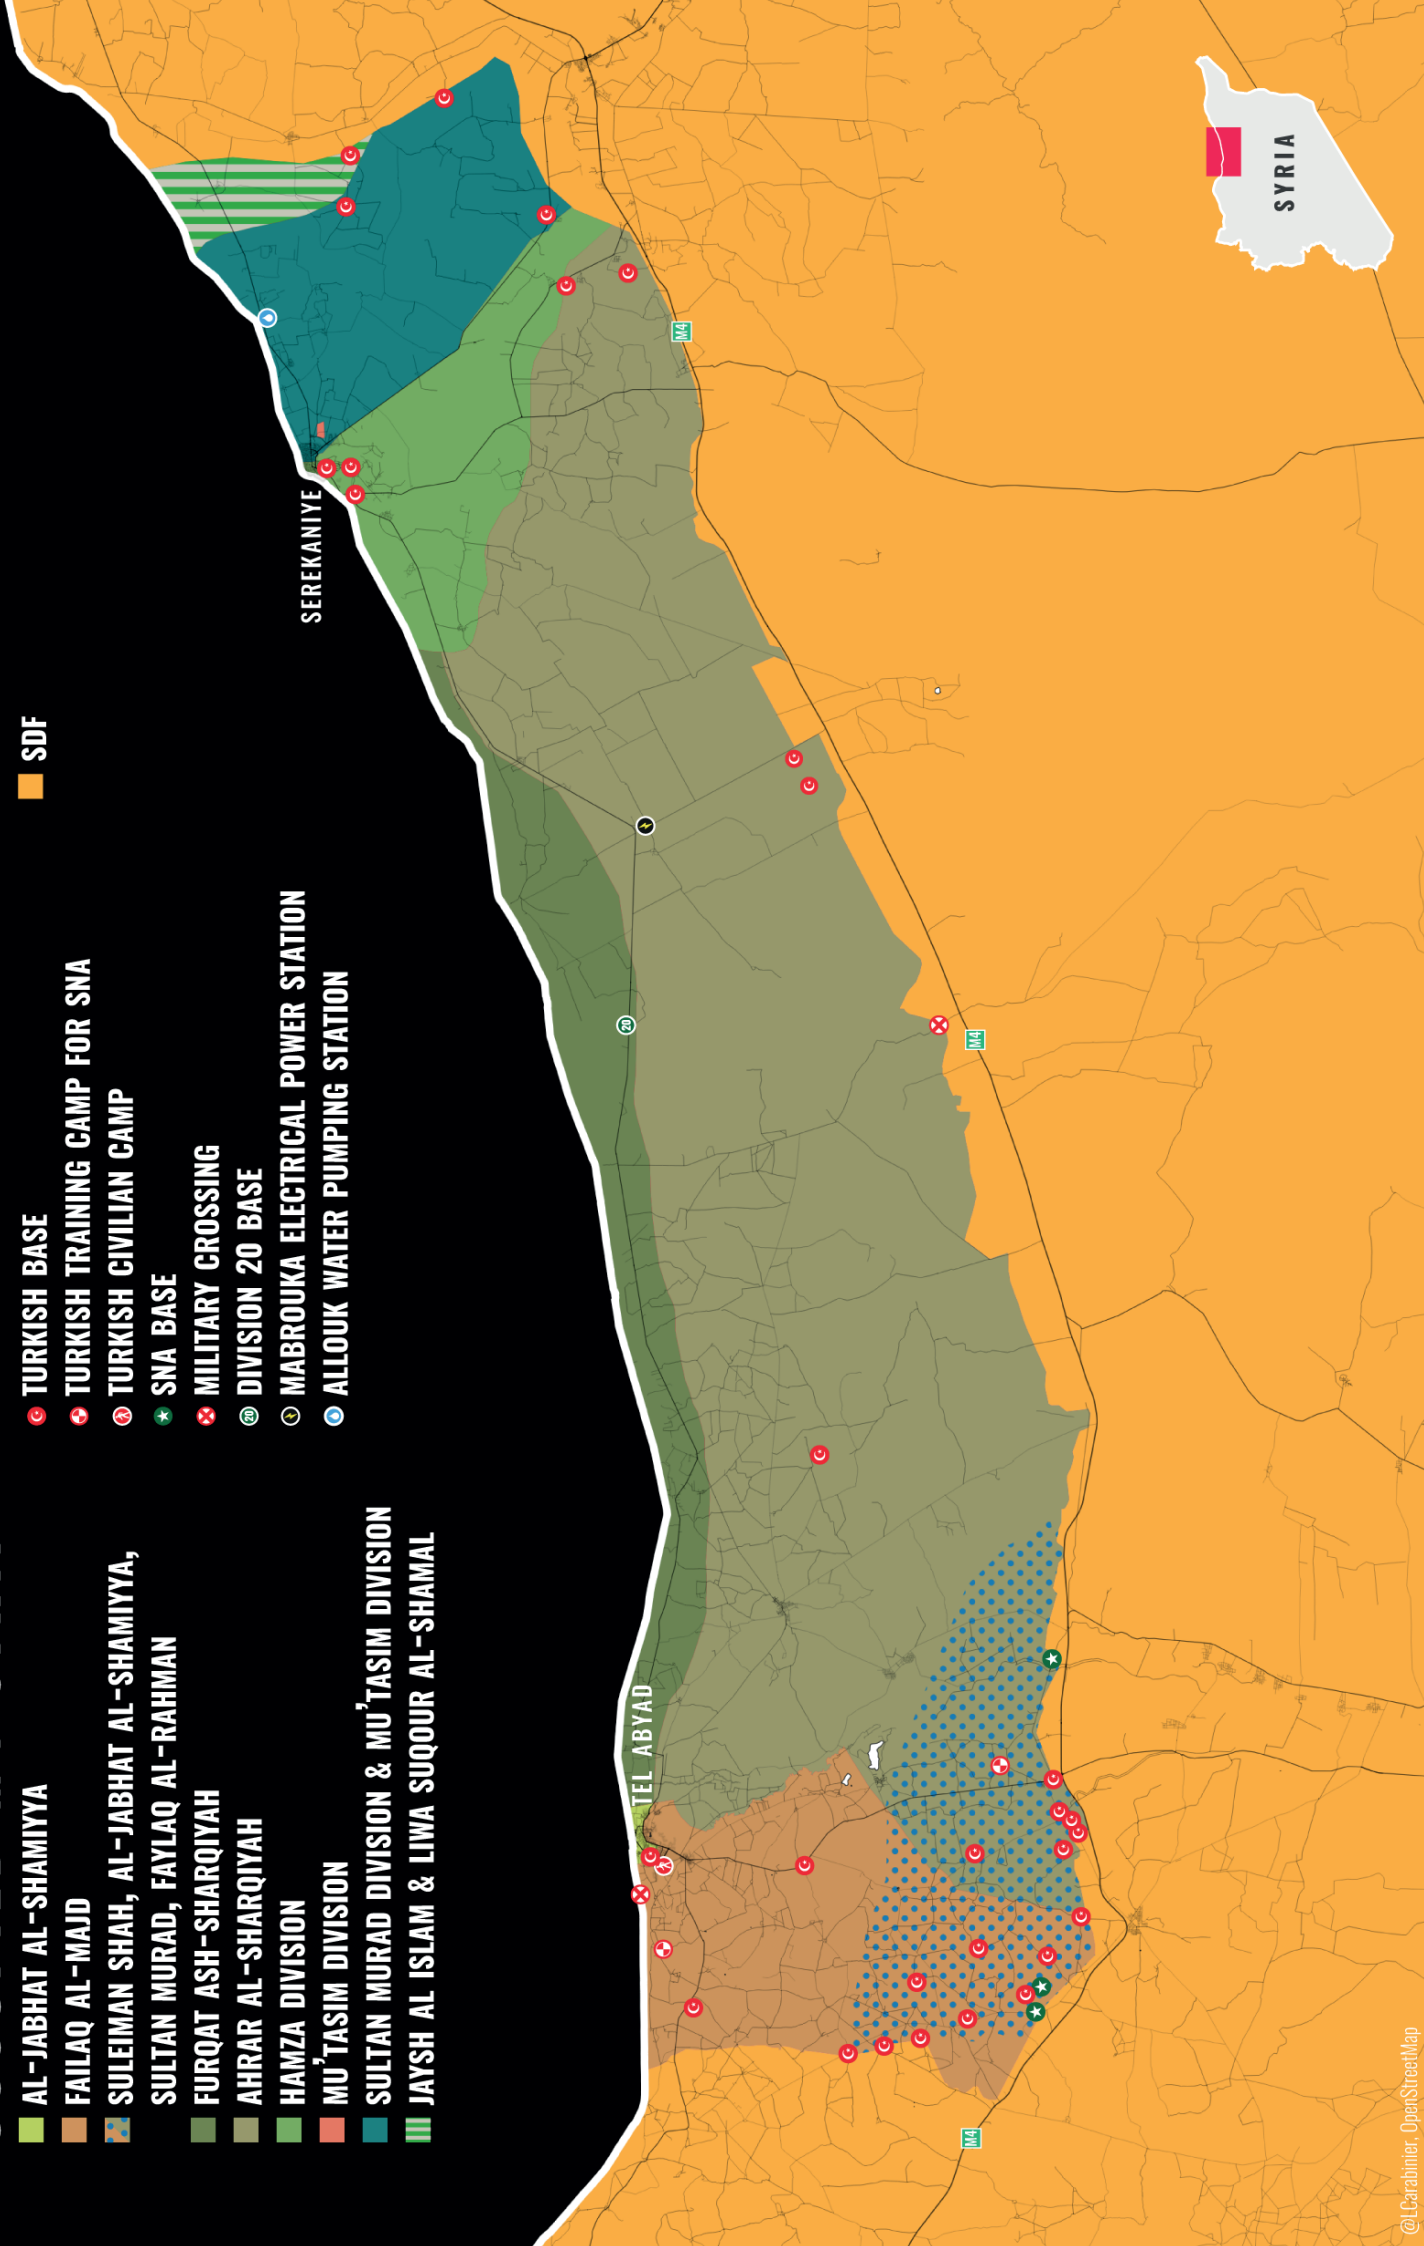 AL-JABHAT AL-SHAMIYYA
FAILAQ AL-MAJD
SULEIMAN SHAH, AL-JABHAT AL-SHAMIYYA,
SULTAN MURAD, FAYLAQ AL-RAHMAN
FURQAT ASH-SHARQIYAH
AHRAR AL-SHARQIYAH
HAMZA DIVISION
MU'TASIM DIVISION
SULTAN MURAD DIVISION & MU'TASIM DIVISION
JAYSH AL ISLAM & LIWA SUQOUR AL-SHAMAL
TURKISH BASE
TURKISH TRAINING CAMP FOR SNA
TURKISH CIVILIAN CAMP
SNA BASE
MILITARY CROSSING
20 DIVISION 20 BASE
MABROUKA ELECTRICAL POWER STATION
ALLOUK WATER PUMPING STATION
SDF
SEREKANIYE
TEL ABYAD
20
M4
M4
M4
SYRIA
@LCarabinier, OpenStreetMap